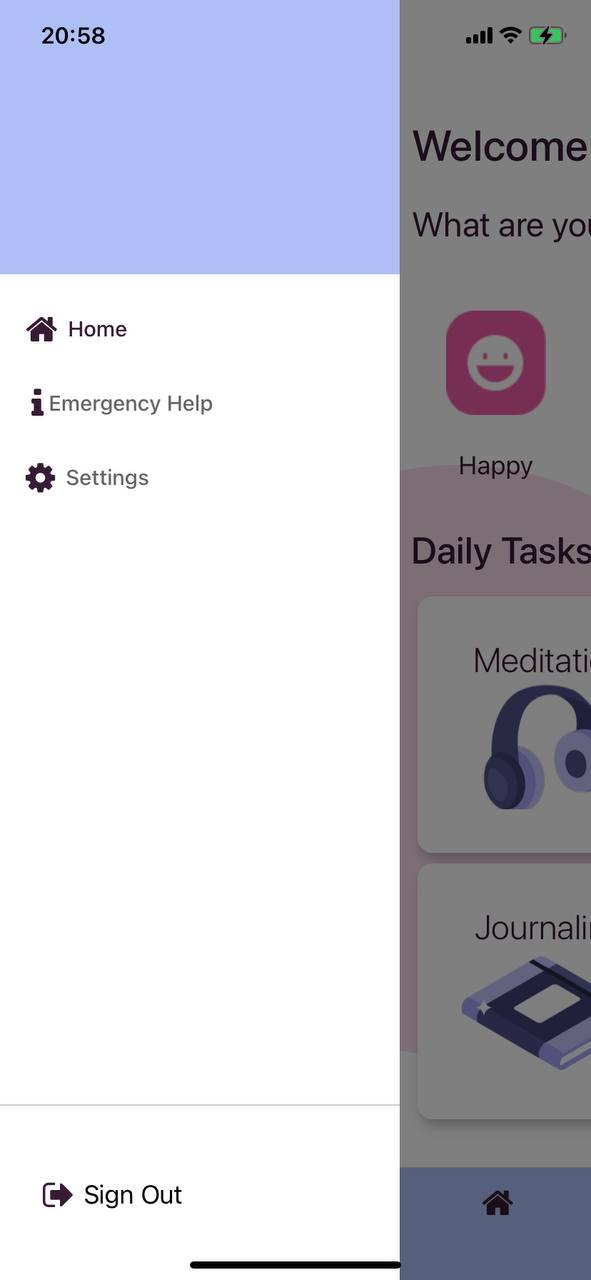 20:58
Welcome
What are you
Home
Emergency Help
Settings
Happy
Daily Tasks
Meditati
Journali
Sign Out